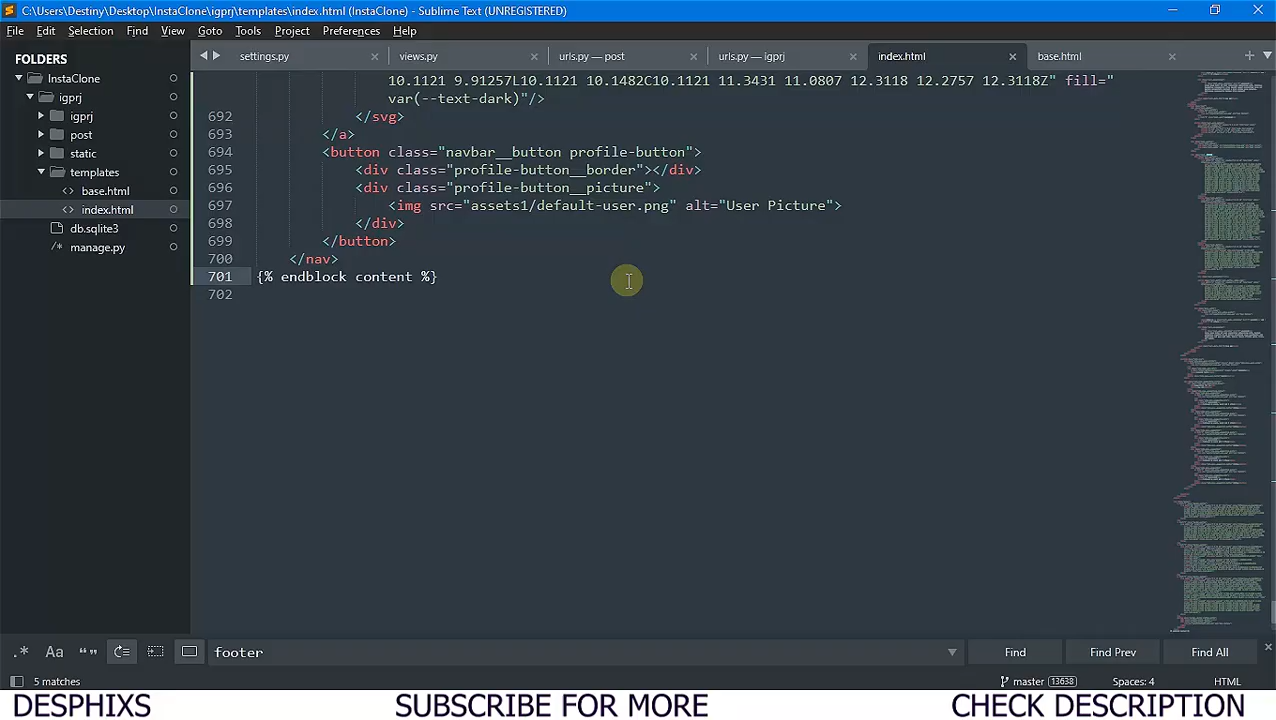 C:\Users\Destiny\Desktop\InstaClone\igprj\templates\index.html (InstaClone) - Sublime Text (UNREGISTERED)
File Edit Selection Find View Goto Tools Project Preferences Help
FOLDERS
InstaClone
igprj
igprj
post
static
templates
base.html
index.html
db.sqlite3
manage.py
settings.py
views.py
urls.py — post
urls.py — igprj
index.html
base.html
10.1121 9.91257L10.1121 10.1482C10.1121 11.3431 11.0807 12.3118 12.2757 12.3118Z" fill="
var(--text-dark)"/>
692 </svg>
693 </a>
694 <button class="navbar__button profile-button">
695 <div class="profile-button__border"></div>
696 <div class="profile-button__picture">
697 <img src="assets1/default-user.png" alt="User Picture">
698 </div>
699 </button>
700 </nav>
701 {% endblock content %}
702
.* Aa “” footer Find Find Prev Find All
5 matches master 13638 Spaces: 4 HTML
DESPHIXS SUBSCRIBE FOR MORE CHECK DESCRIPTION